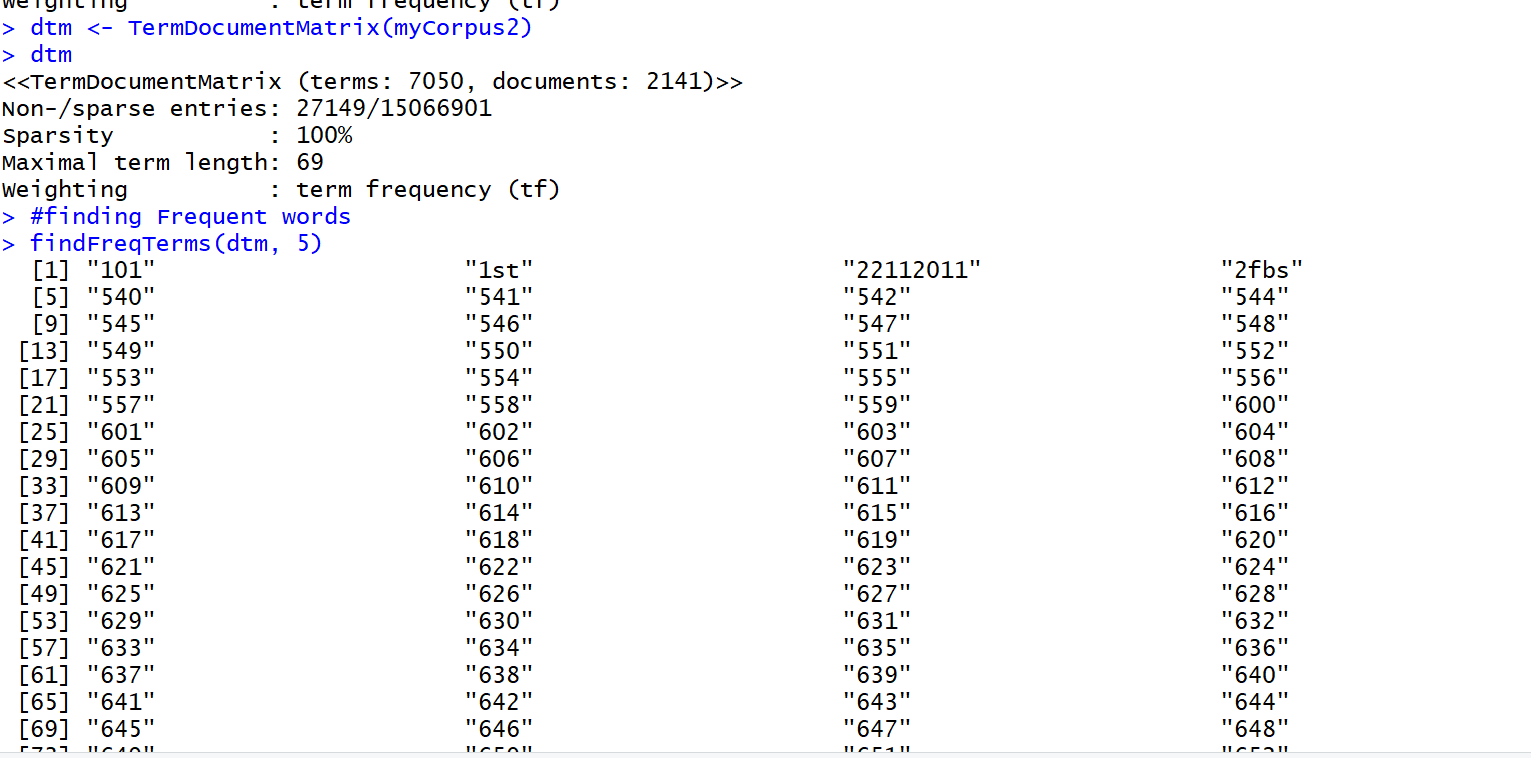 weighting          : term frequency (tf)
> dtm <- TermDocumentMatrix(myCorpus2)
> dtm
<<TermDocumentMatrix (terms: 7050, documents: 2141)>>
Non-/sparse entries: 27149/15066901
Sparsity           : 100%
Maximal term length: 69
Weighting          : term frequency (tf)
> #finding Frequent words
> findFreqTerms(dtm, 5)
[1] "101" "1st" "22112011" "2fbs"
[5] "540" "541" "542" "544"
[9] "545" "546" "547" "548"
[13] "549" "550" "551" "552"
[17] "553" "554" "555" "556"
[21] "557" "558" "559" "600"
[25] "601" "602" "603" "604"
[29] "605" "606" "607" "608"
[33] "609" "610" "611" "612"
[37] "613" "614" "615" "616"
[41] "617" "618" "619" "620"
[45] "621" "622" "623" "624"
[49] "625" "626" "627" "628"
[53] "629" "630" "631" "632"
[57] "633" "634" "635" "636"
[61] "637" "638" "639" "640"
[65] "641" "642" "643" "644"
[69] "645" "646" "647" "648"